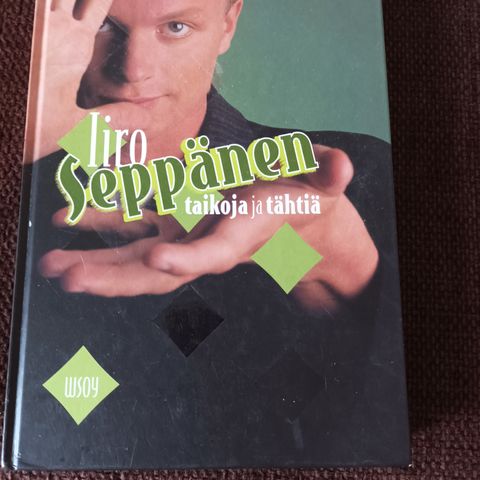 Iiro
Seppänen
taikoja ja tähtiä
WSOY